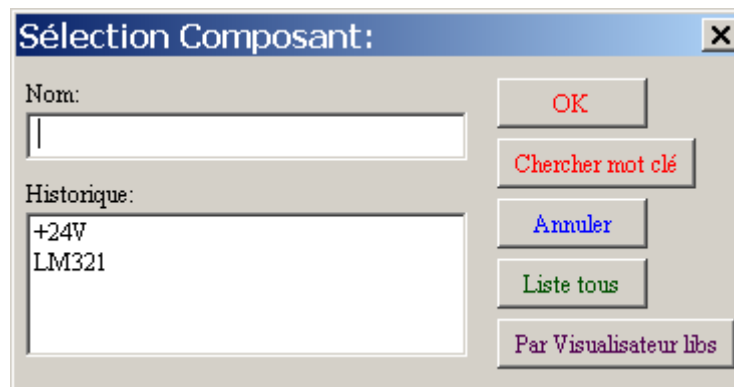 Sélection Composant:
Nom:
OK
Chercher mot clé
Historique:
+24V
LM321
Annuler
Liste tous
Par Visualisateur libs